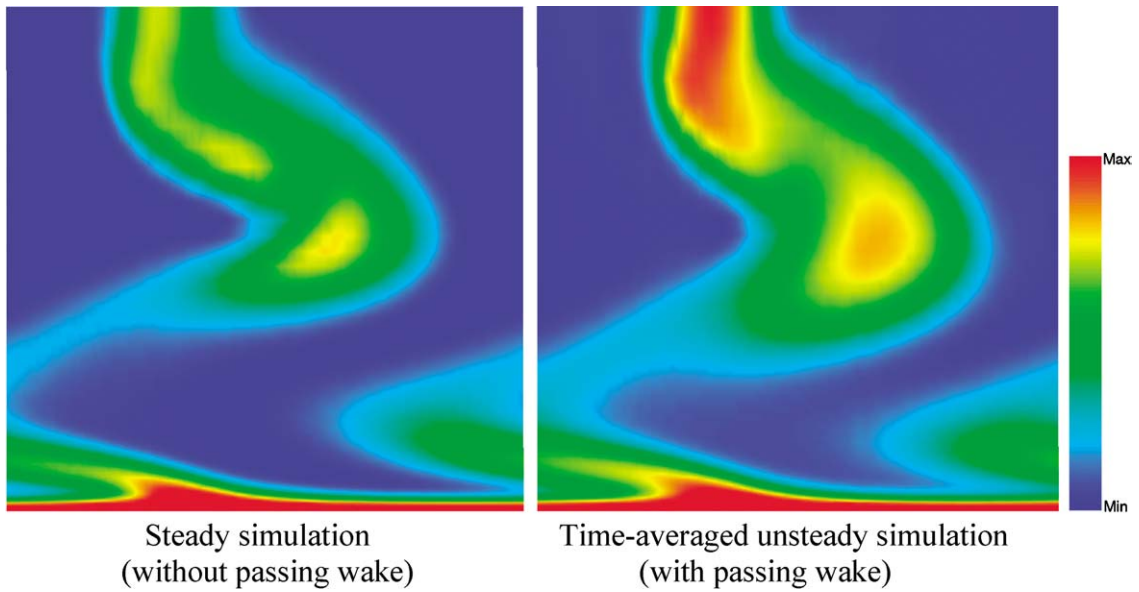 Max
Min
Steady simulation
(without passing wake)
Time-averaged unsteady simulation
(with passing wake)